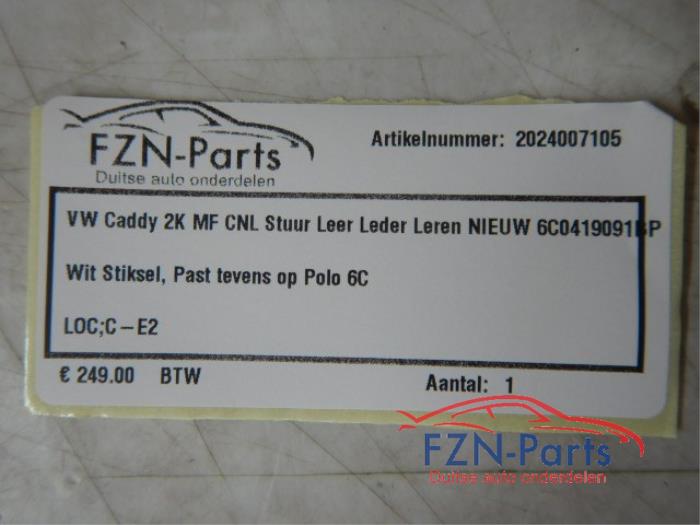 FZN-Parts
Duitse auto onderdelen
Artikelnummer: 2024007105
VW Caddy 2K MF CNL Stuur Leer Leder Leren NIEUW
Wit Stiksel, Past tevens op Polo 6C
LOC;C-E2
€ 249.00 BTW
Aantal: 1
FZN-Parts
Duitse auto onderdelen